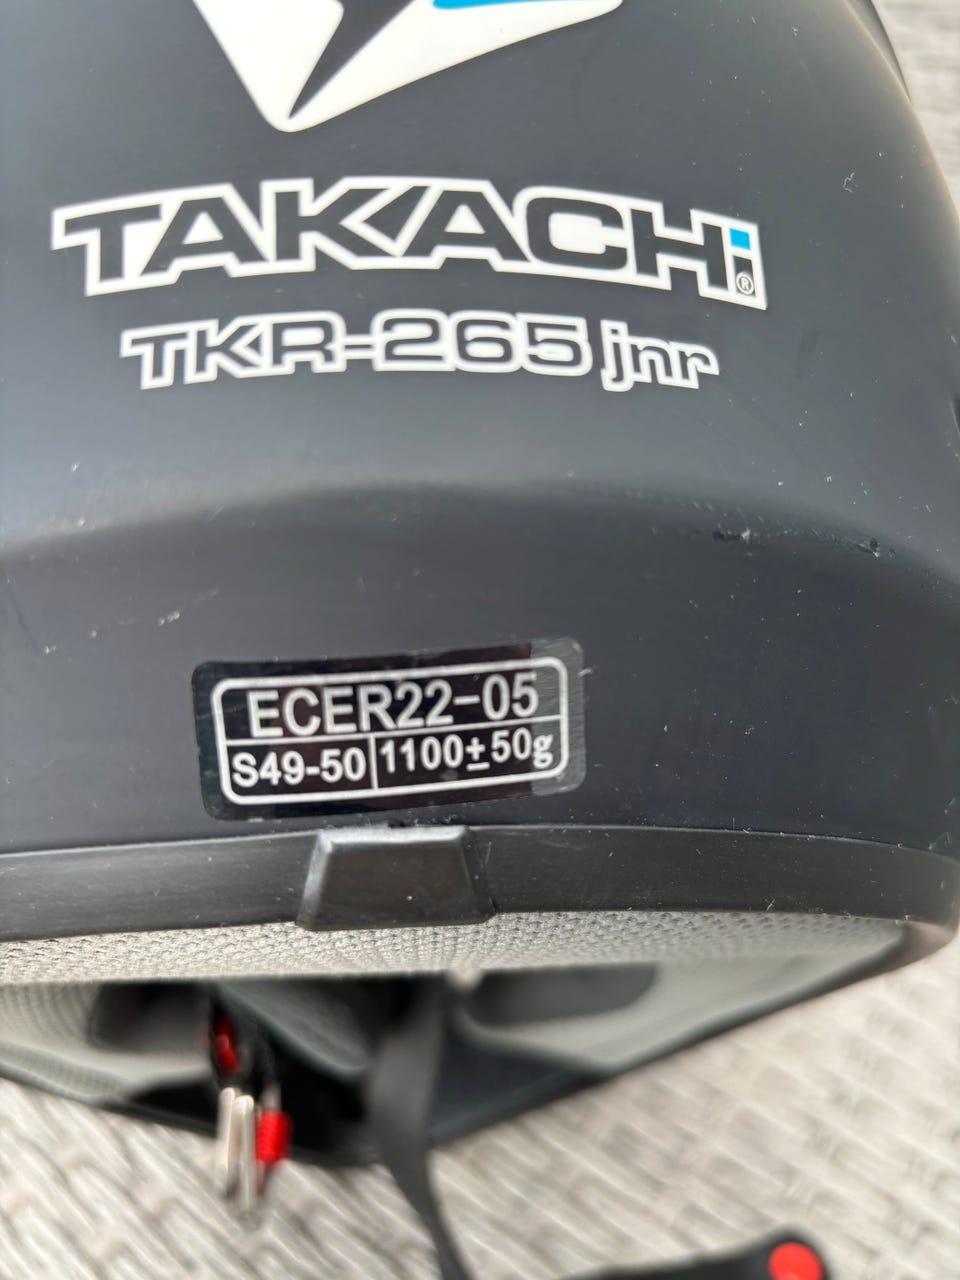 TAKACHi®
TKR-265 jnr
ECER22-05
S49-50 1100±50g